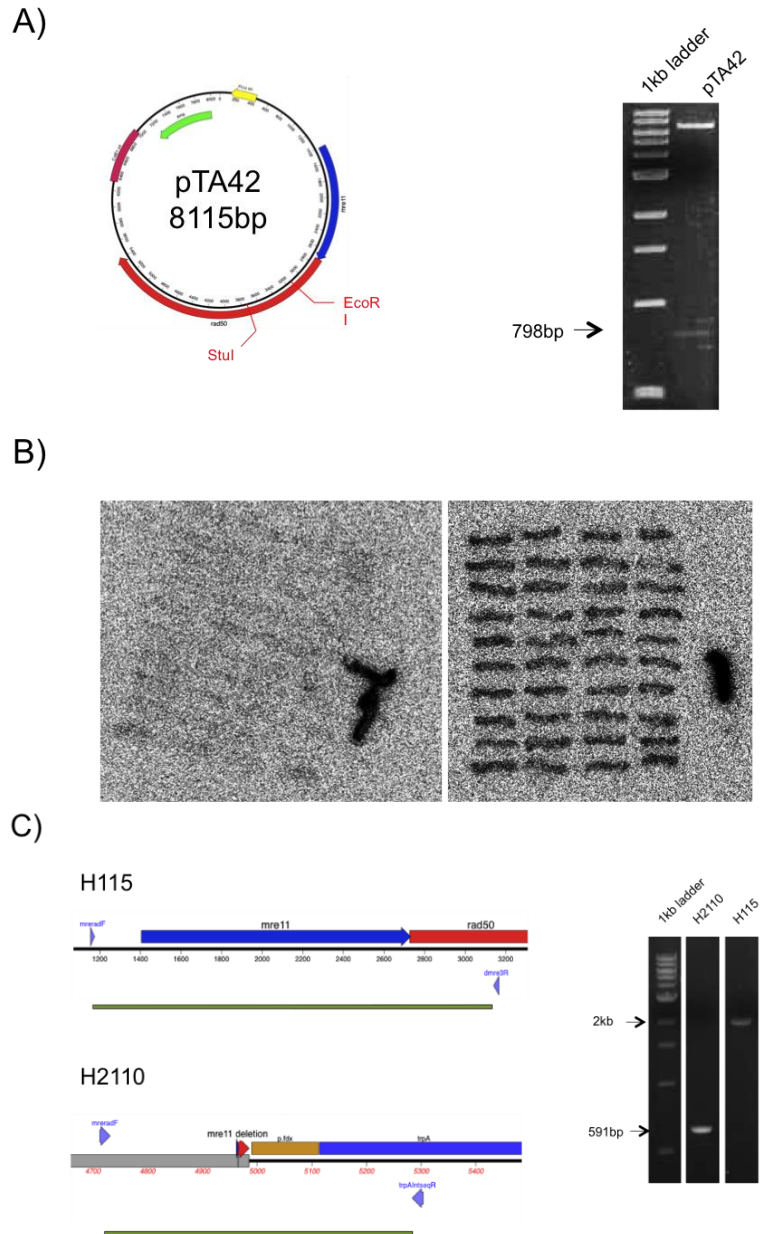 A)
1kb ladder
pTA42
pTA42
8115bp
mre11
EcoR
I
rad50
StuI
798bp
B)
C)
H115
mreradF
mre11
rad50
1200 1400 1600 1800 2000 2200 2400 2600 2800 3000 3200
dmre3R
1kb ladder
H2110
H115
2kb
591bp
H2110
mreradF
mre11 deletion
p.fdx
trpA
4700 4800 4900 5000 5100 5200 5300 5400
trpAIntseqR